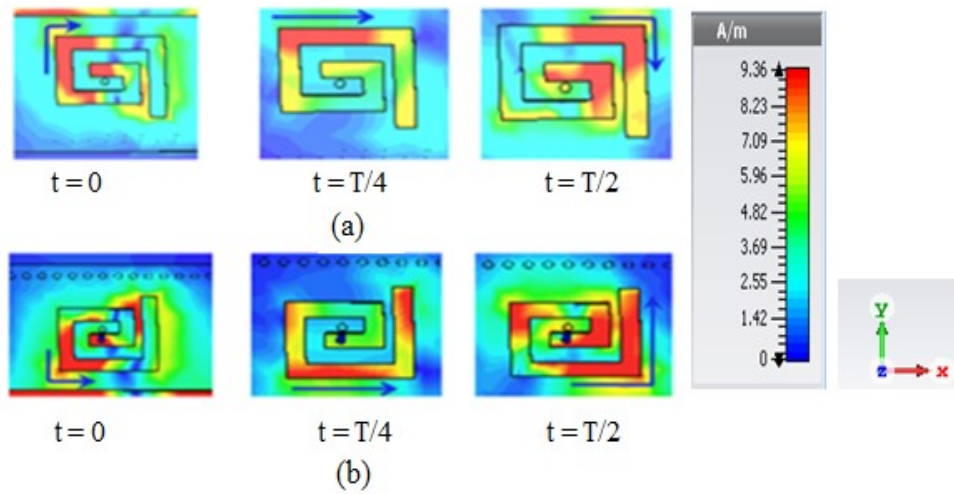 A/m
9.36
8.23
7.09
5.96
4.82
3.69
2.55
1.42
0
t = 0
t = T/4
t = T/2
(a)
t = 0
t = T/4
t = T/2
(b)
y
z
x